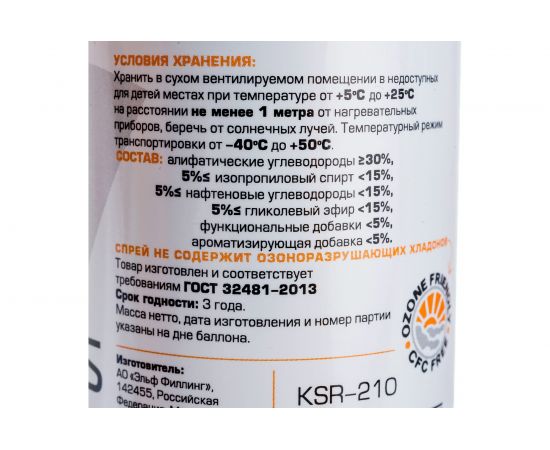 УСЛОВИЯ ХРАНЕНИЯ:
Хранить в сухом вентилируемом помещении в недоступных
для детей местах при температуре от +5°С до +25°С
на расстоянии не менее 1 метра от нагревательных
приборов, беречь от солнечных лучей. Температурный режим
транспортировки от –40°С до +50°С.
СОСТАВ: алифатические углеводороды ≥30%,
5%≤ изопропиловый спирт <15%,
5%≤ нафтеновые углеводороды <15%,
5%≤ гликолевый эфир <15%,
функциональные добавки <5%,
ароматизирующая добавка <5%.
СПРЕЙ НЕ СОДЕРЖИТ ОЗОНОРАЗРУШАЮЩИХ ХЛАДОНОВ
Товар изготовлен и соответствует
требованиям ГОСТ 32481-2013
Срок годности: 3 года.
Масса нетто, дата изготовления и номер партии
указаны на дне баллона.
OZONE FRIENDLY
CFC FREE
Изготовитель:
АО «Эльф Филлинг»,
142455, Российская
Федерация,
KSR-210